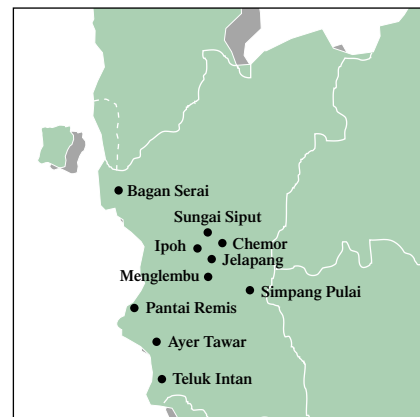 Bagan Serai
Sungai Siput
Chemor
Ipoh
Jelapang
Menglembu
Simpang Pulai
Pantai Remis
Ayer Tawar
Teluk Intan